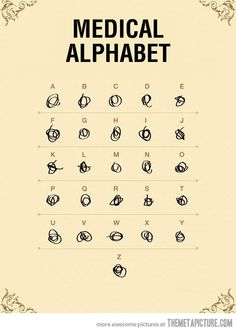 MEDICAL
ALPHABET
A B C D E
F G H I J
K L M N O
P Q R S T
U V W X Y
Z
more awesome pictures at THEMETAPICTURE.COM